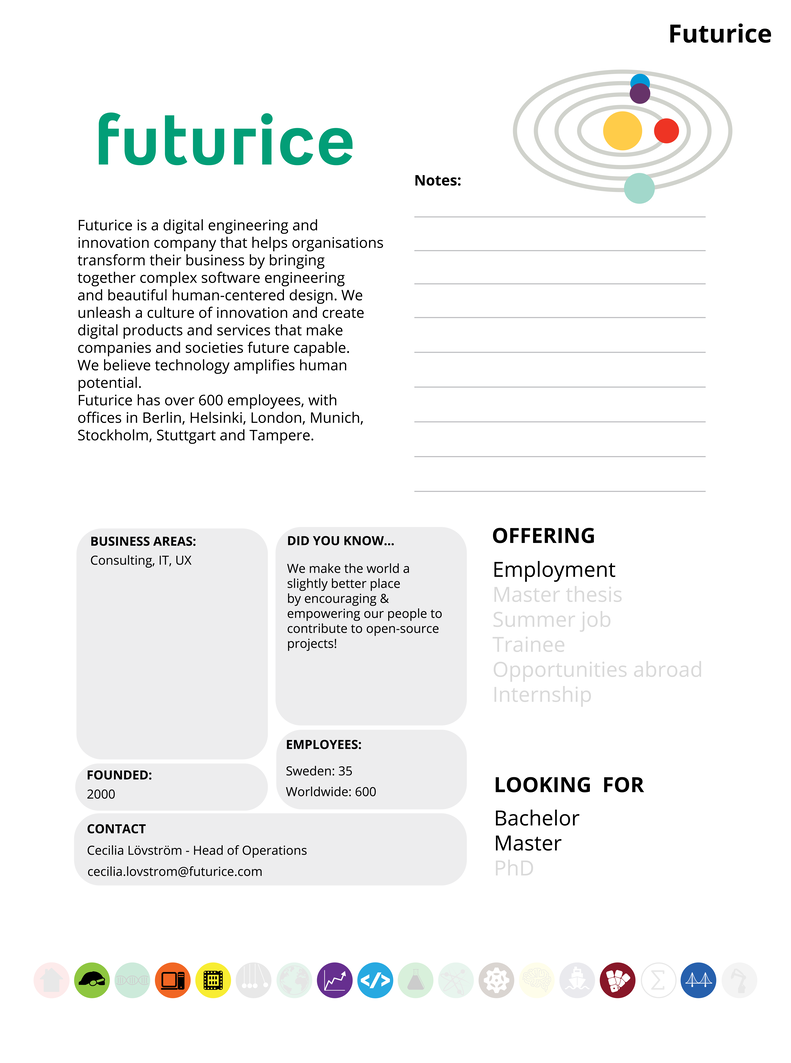 Futurice
futurice
Notes:
Futurice is a digital engineering and
innovation company that helps organisations
transform their business by bringing
together complex software engineering
and beautiful human-centered design. We
unleash a culture of innovation and create
digital products and services that make
companies and societies future capable.
We believe technology amplifies human
potential.
Futurice has over 600 employees, with
offices in Berlin, Helsinki, London, Munich,
Stockholm, Stuttgart and Tampere.
BUSINESS AREAS:
Consulting, IT, UX
DID YOU KNOW...
We make the world a
slightly better place
by encouraging &
empowering our people to
contribute to open-source
projects!
OFFERING
Employment
Master thesis
Summer job
Trainee
Opportunities abroad
Internship
EMPLOYEES:
Sweden: 35
Worldwide: 600
FOUNDED:
2000
LOOKING FOR
Bachelor
Master
PhD
CONTACT
Cecilia Lövström - Head of Operations
cecilia.lovstrom@futurice.com